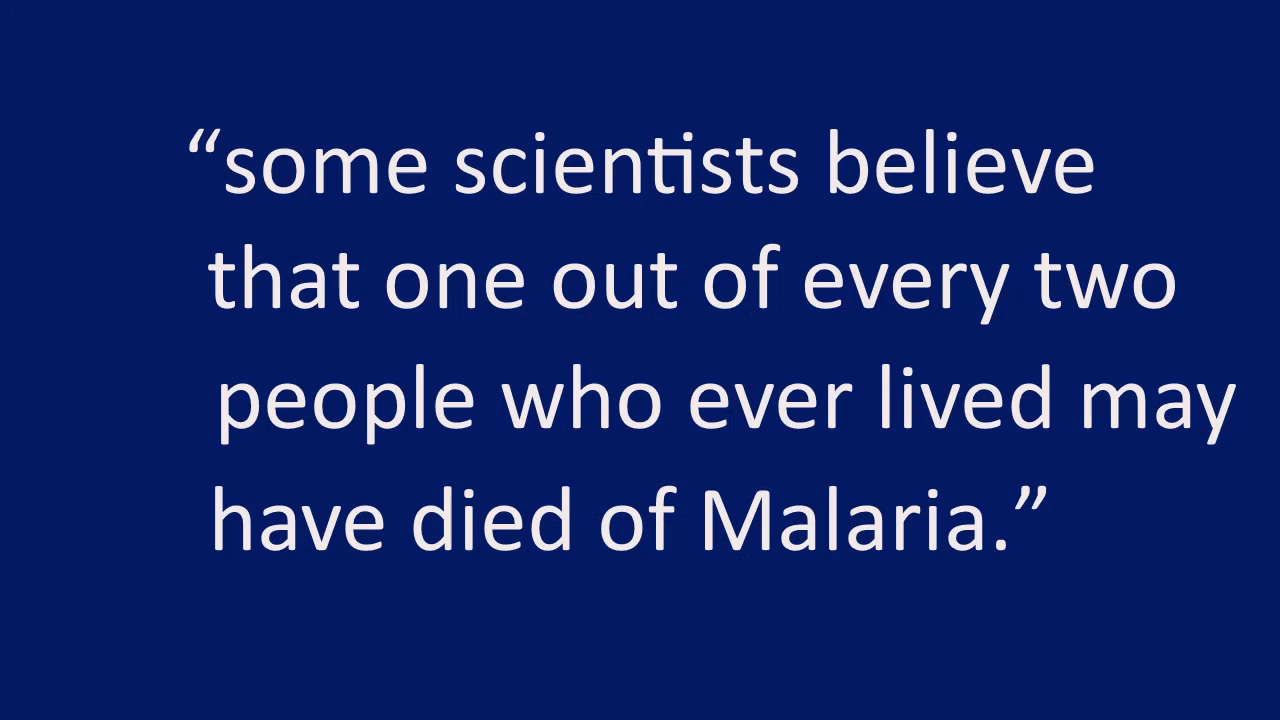 “some scientists believe
that one out of every two
people who ever lived may
have died of Malaria.”